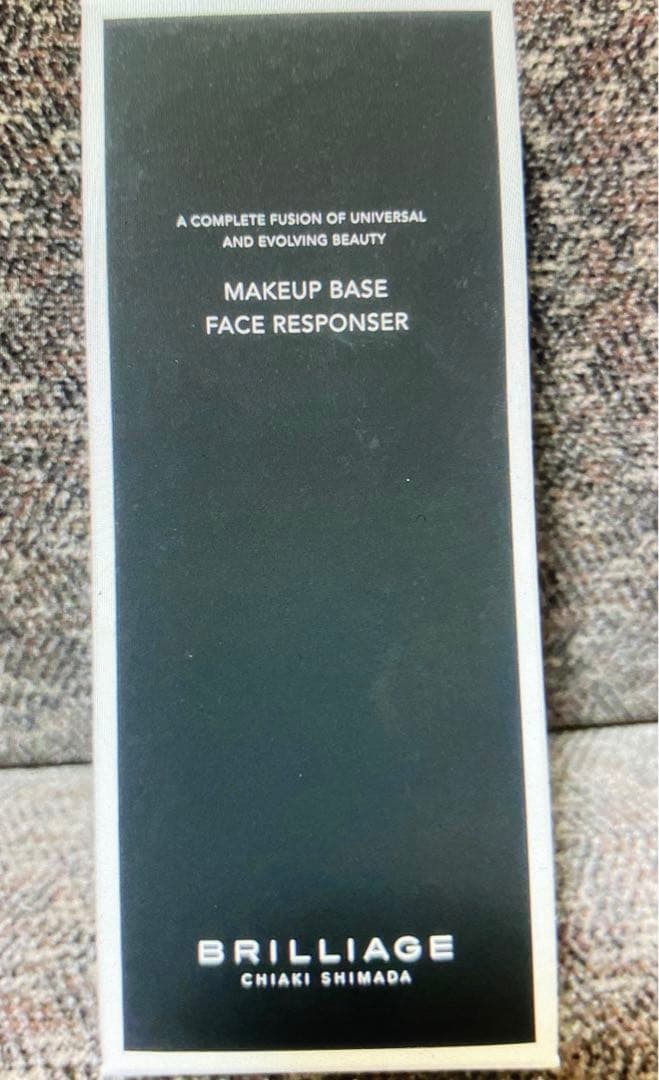 A COMPLETE FUSION OF UNIVERSAL
AND EVOLVING BEAUTY
MAKEUP BASE
FACE RESPONSER
BRILLIAGE
CHIAKI SHIMADA